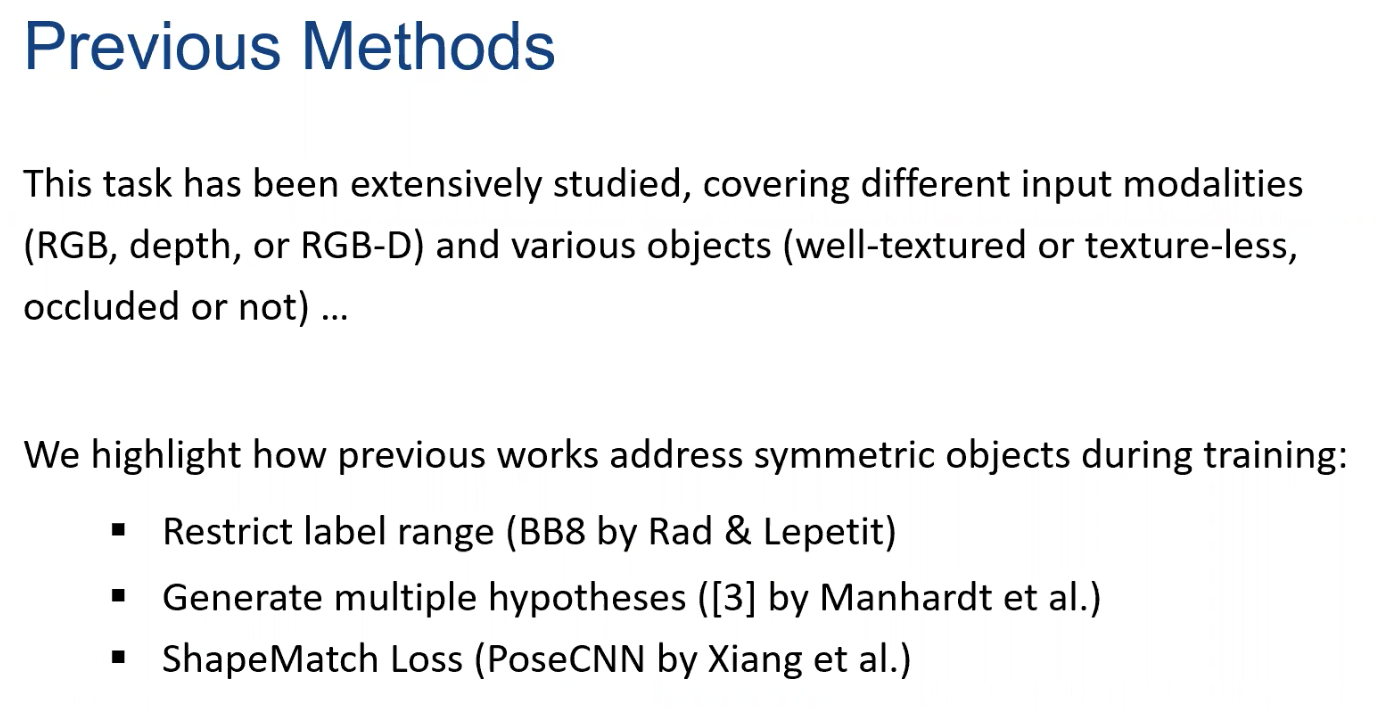 Previous Methods
This task has been extensively studied, covering different input modalities
(RGB, depth, or RGB-D) and various objects (well-textured or texture-less,
occluded or not) ...
We highlight how previous works address symmetric objects during training:
▪ Restrict label range (BB8 by Rad & Lepetit)
▪ Generate multiple hypotheses ([3] by Manhardt et al.)
▪ ShapeMatch Loss (PoseCNN by Xiang et al.)